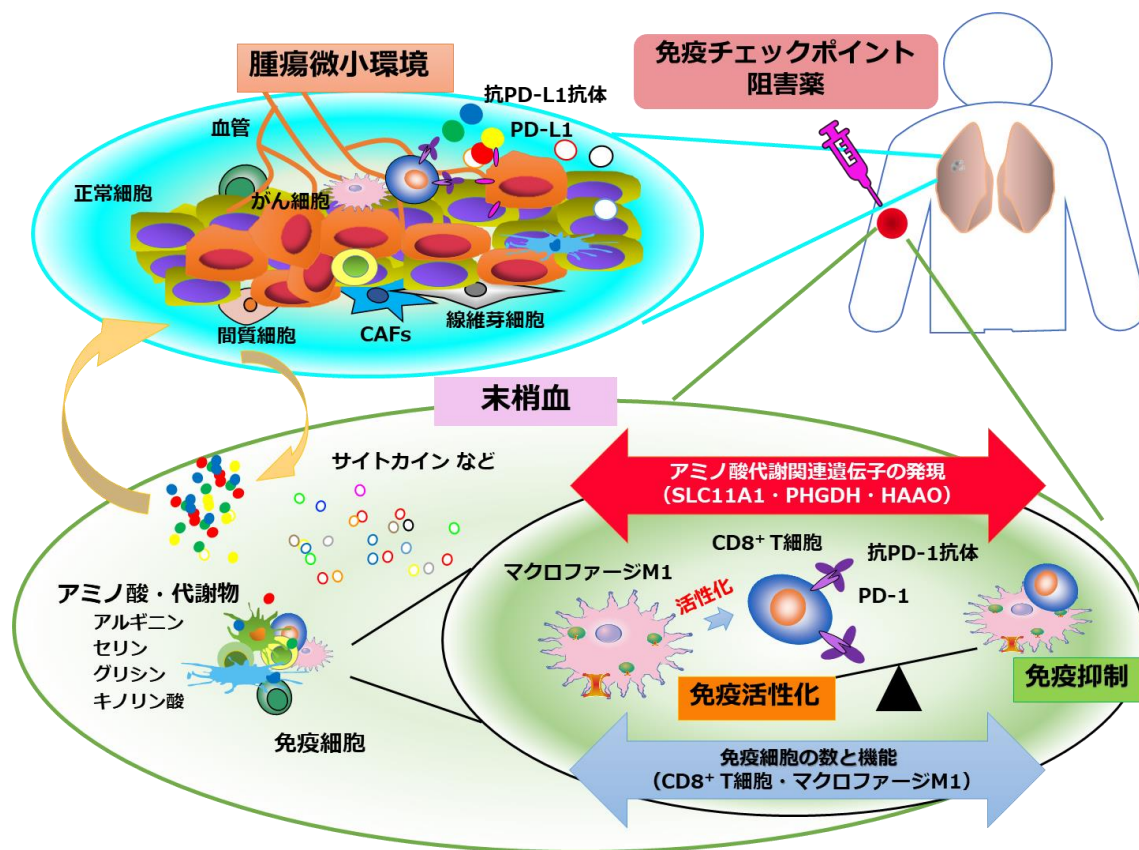 腫瘍微小環境
免疫チェックポイント
阻害薬
抗PD-L1抗体
PD-L1
血管
正常細胞
がん細胞
間質細胞
CAFs
線維芽細胞
末梢血
サイトカイン など
アミノ酸代謝関連遺伝子の発現
（SLC11A1・PHGDH・HAAO）
CD8⁺ T細胞
抗PD-1抗体
マクロファージM1
活性化
PD-1
アミノ酸・代謝物
アルギニン
セリン
グリシン
キノリン酸
免疫細胞
免疫活性化
免疫抑制
免疫細胞の数と機能
（CD8⁺ T細胞・マクロファージM1）